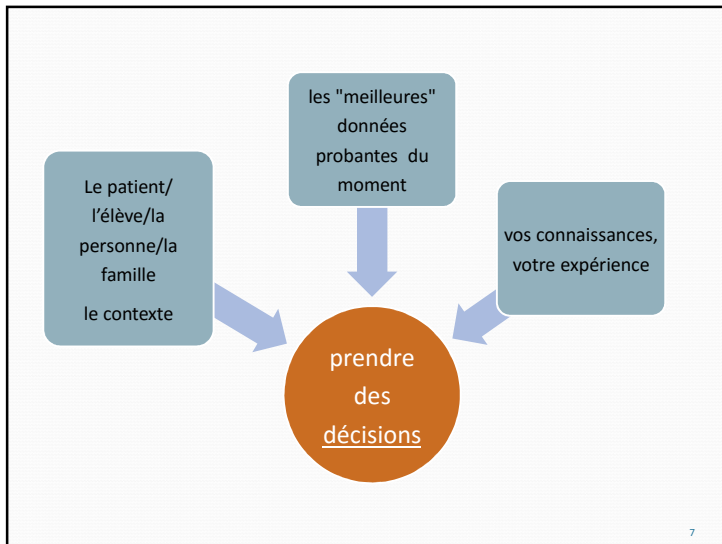 Le patient/
l'élève/la
personne/la
famille
le contexte
les "meilleures"
données
probantes du
moment
vos connaissances,
votre expérience
prendre
des
décisions
7